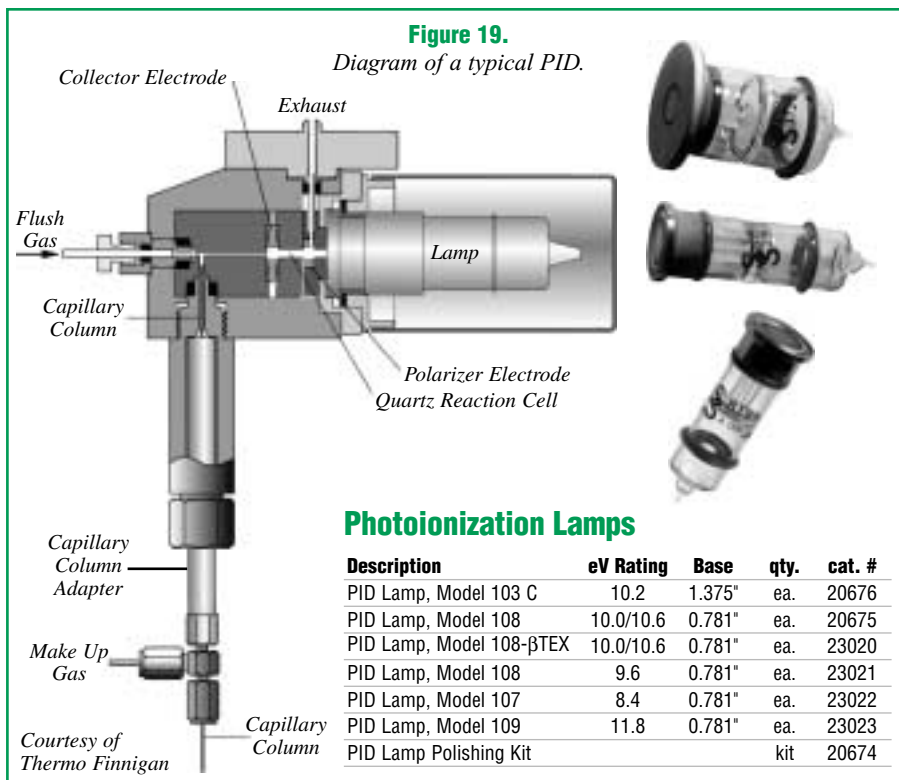 Figure 19.
Diagram of a typical PID.
Collector Electrode
Exhaust
Flush
Gas
Lamp
Capillary
Column
Polarizer Electrode
Quartz Reaction Cell
Capillary
Column
Adapter
Make Up
Gas
Capillary
Column
Courtesy of
Thermo Finnigan
Photoionization Lamps
Description eV Rating Base qty. cat. #
PID Lamp, Model 103 C 10.2 1.375" ea. 20676
PID Lamp, Model 108 10.0/10.6 0.781" ea. 20675
PID Lamp, Model 108-βTEX 10.0/10.6 0.781" ea. 23020
PID Lamp, Model 108 9.6 0.781" ea. 23021
PID Lamp, Model 107 8.4 0.781" ea. 23022
PID Lamp, Model 109 11.8 0.781" ea. 23023
PID Lamp Polishing Kit kit 20674